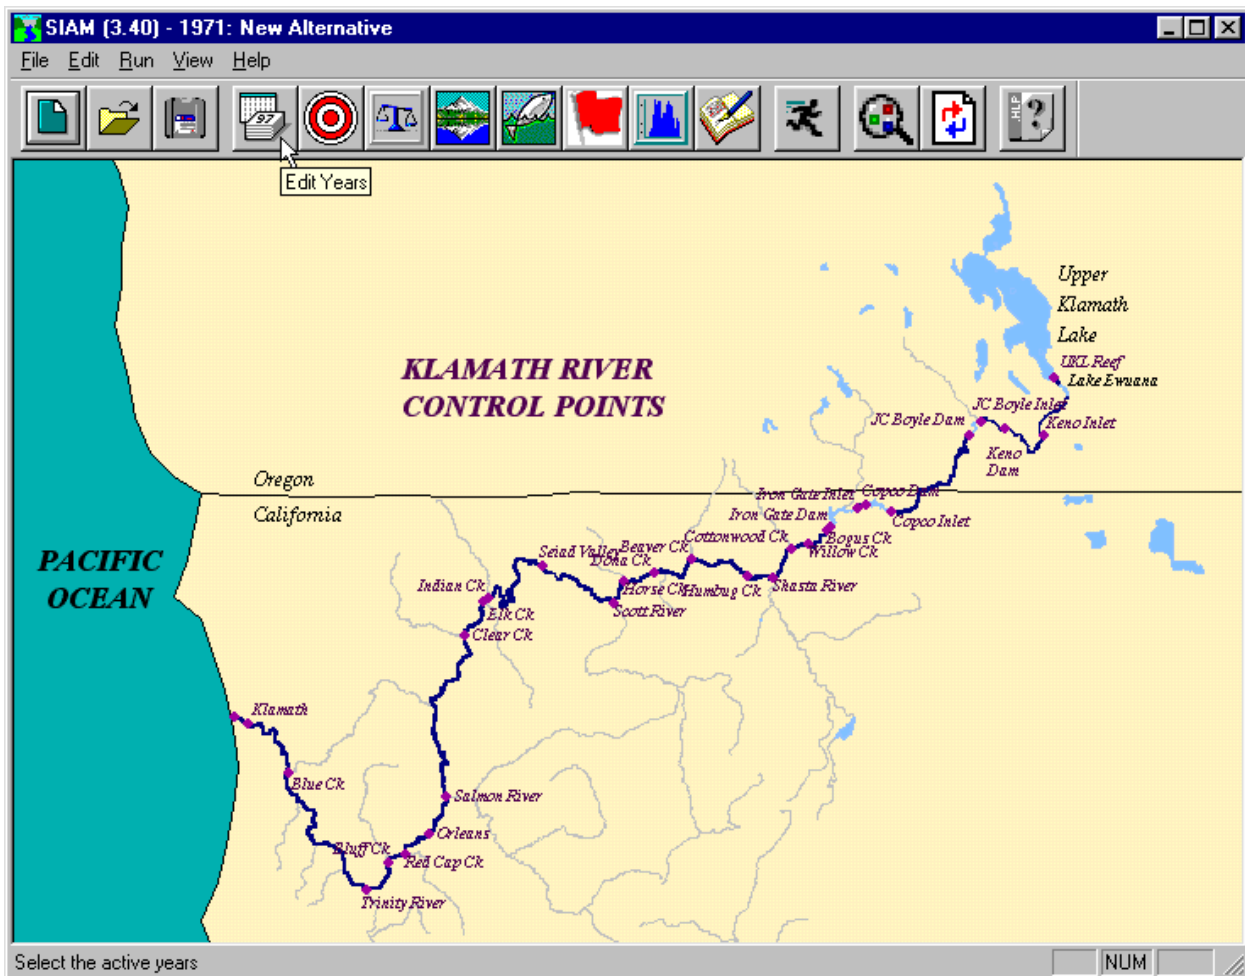 SIAM (3.40) - 1971: New Alternative
File Edit Run View Help
97
.HLP ?
Edit Years
Upper
Klamath
Lake
UKL Reef
Lake Ewuana
KLAMATH RIVER
CONTROL POINTS
JC Boyle Inlet
JC Boyle Dam
Keno Inlet
Keno
Dam
Oregon
California
Iron Gate Inlet
Copco Dam
Iron Gate Dam
Copco Inlet
Cottonwood Ck
Bogus Ck
Willow Ck
Beaver Ck
Seiad Valley
Dona Ck
PACIFIC
OCEAN
Indian Ck
Horse Ck
Humbug Ck
Shasta River
Elk Ck
Scott River
Clear Ck
Klamath
Blue Ck
Salmon River
Orleans
Bluff Ck
Red Cap Ck
Trinity River
Select the active years
NUM